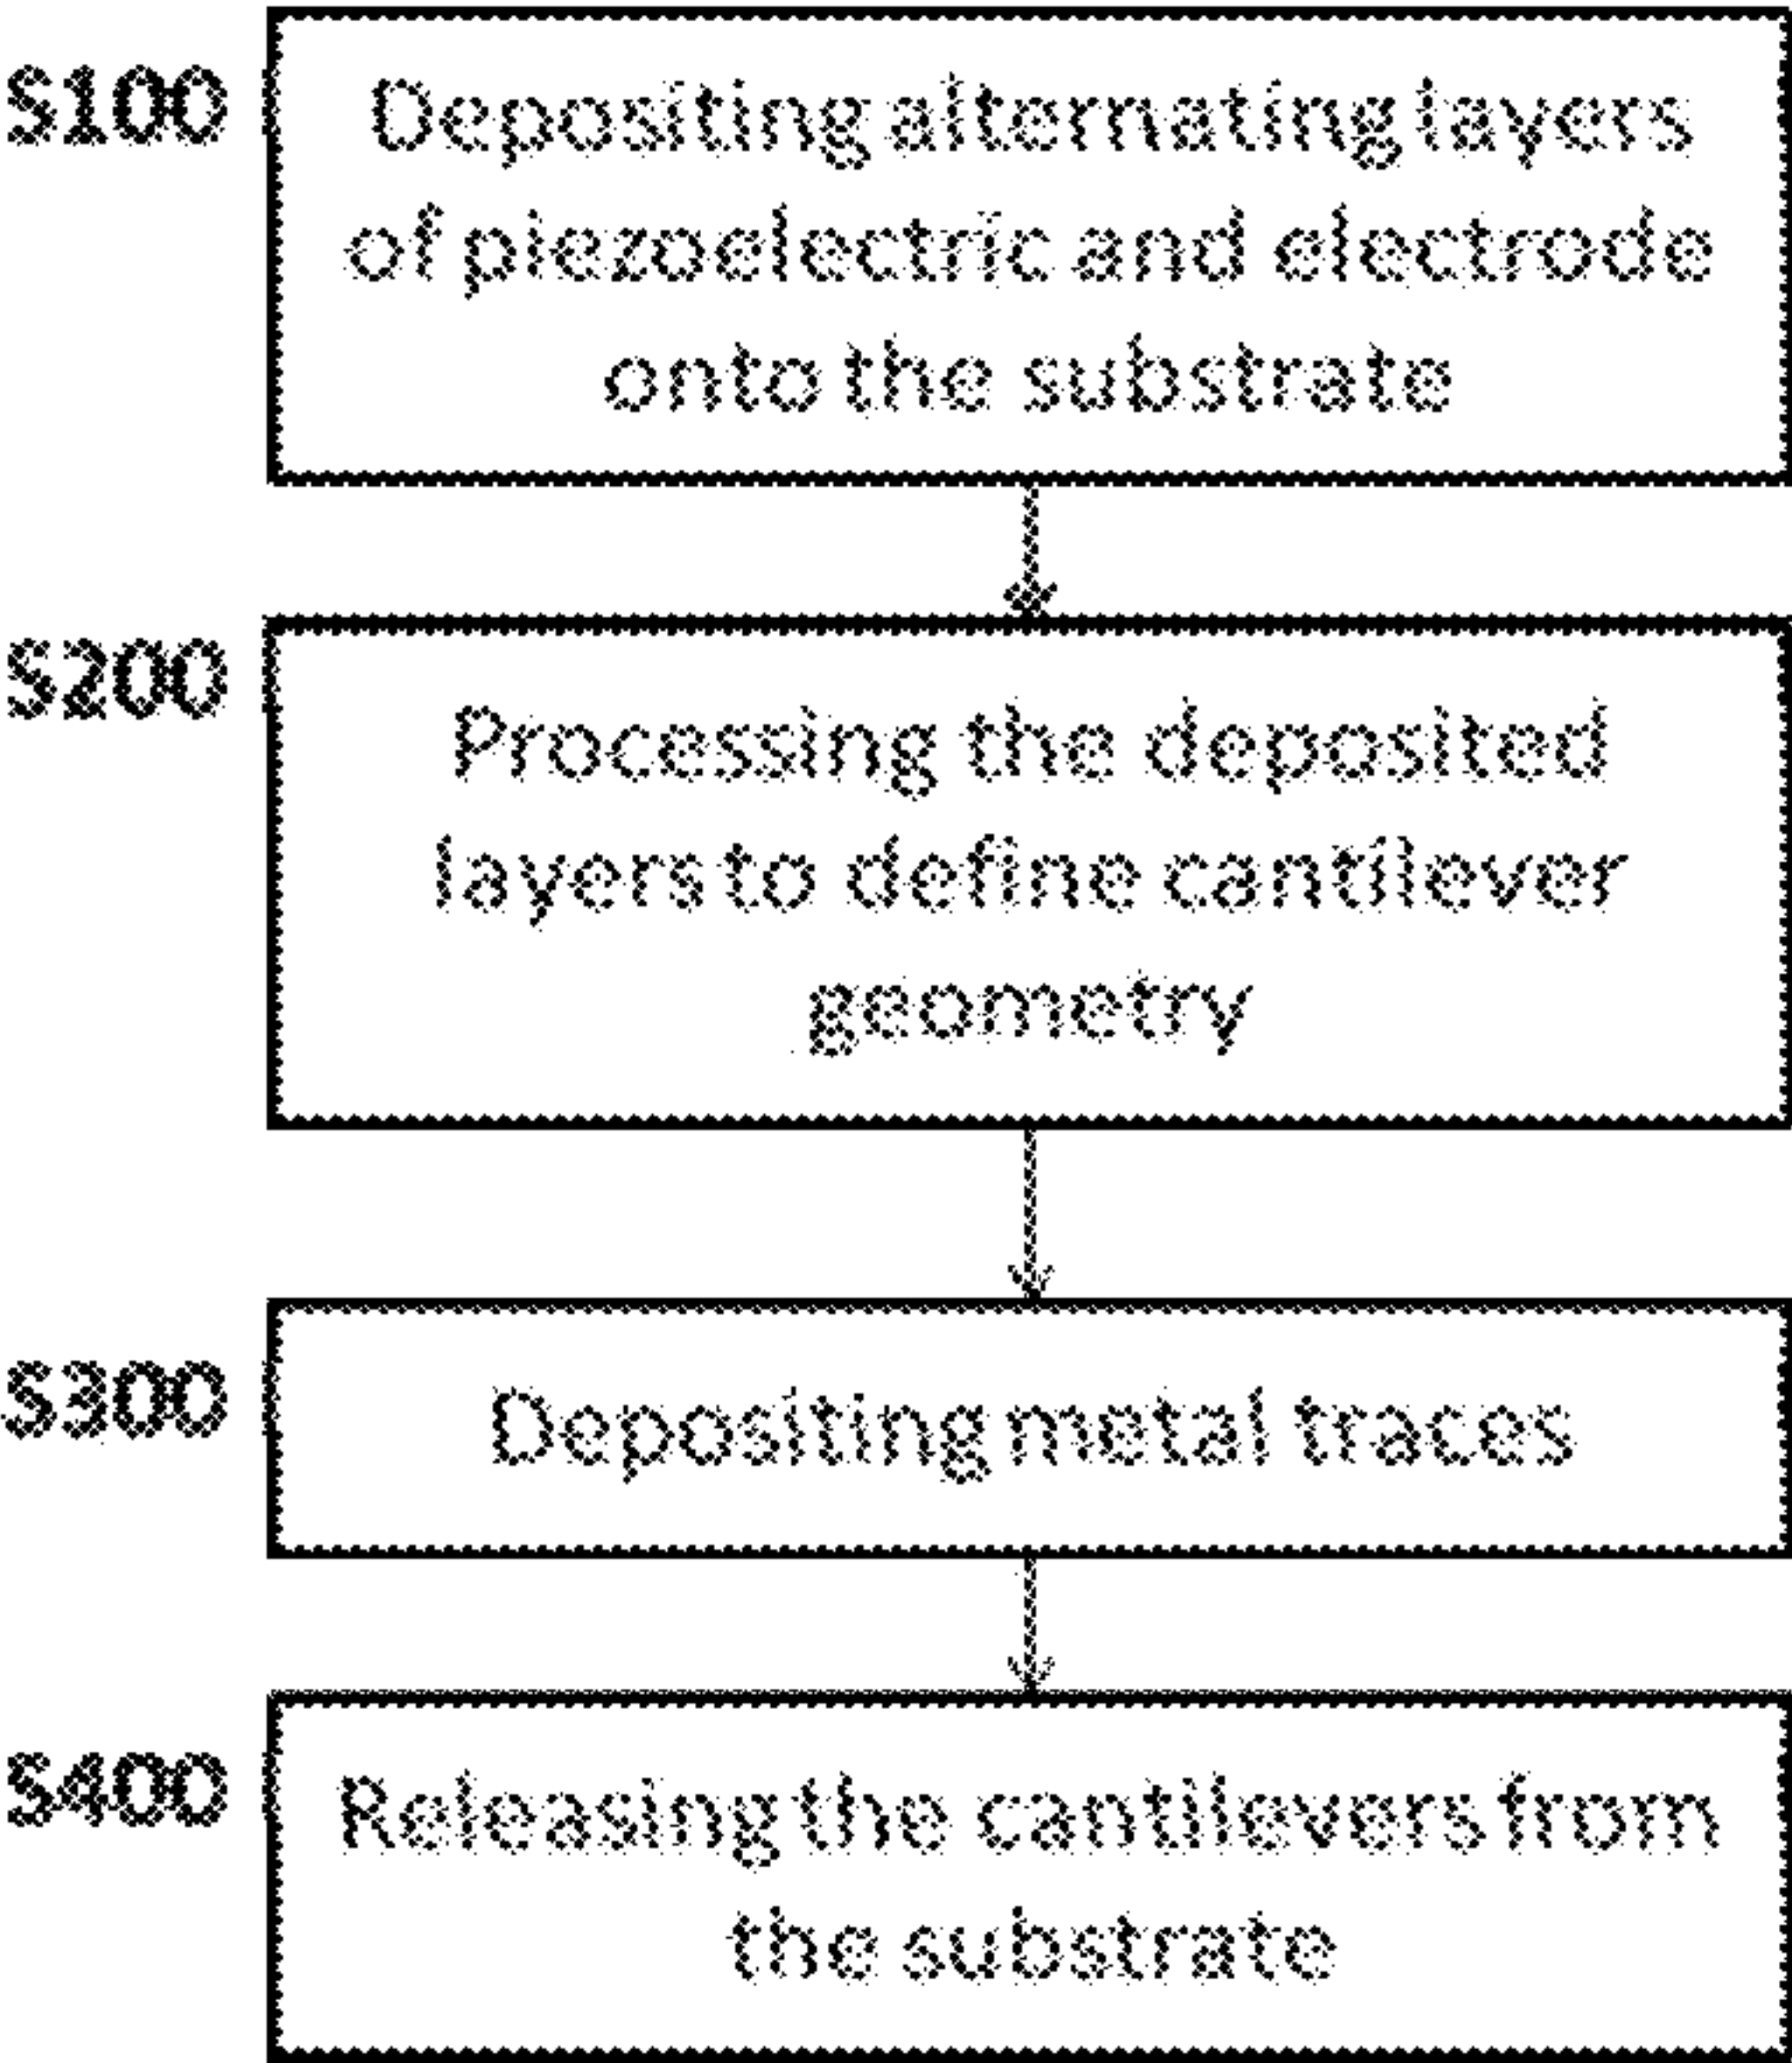 S100
Depositing alternating layers
of piezoelectric and electrode
onto the substrate
S200
Processing the deposited
layers to define cantilever
geometry
S300
Depositing metal traces
S400
Releasing the cantilevers from
the substrate